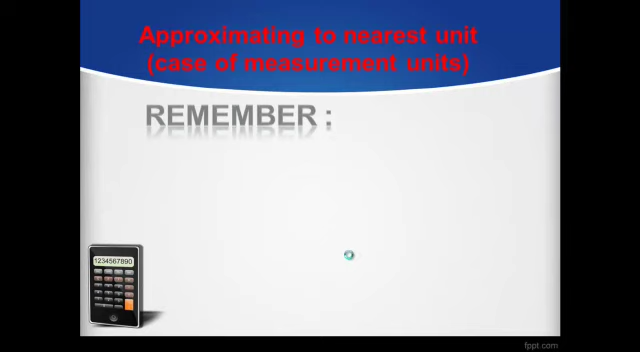 Approximating to nearest unit
(case of measurement units)
REMEMBER :
1234567890
fppt.com